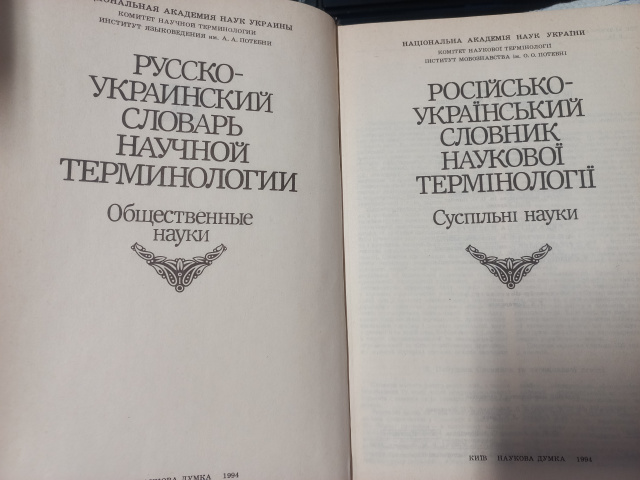 НАЦИОНАЛЬНАЯ АКАДЕМИЯ НАУК УКРАИНЫ
КОМИТЕТ НАУЧНОЙ ТЕРМИНОЛОГИИ
ИНСТИТУТ ЯЗЫКОВЕДЕНИЯ им. А. А. ПОТЕБНИ
РУССКО-
УКРАИНСКИЙ
СЛОВАРЬ
НАУЧНОЙ
ТЕРМИНОЛОГИИ
Общественные
науки
ДУМКА 1994
НАЦІОНАЛЬНА АКАДЕМІЯ НАУК УКРАЇНИ
КОМІТЕТ НАУКОВОЇ ТЕРМІНОЛОГІЇ
ІНСТИТУТ МОВОЗНАВСТВА ім. О. О. ПОТЕБНІ
РОСІЙСЬКО-
УКРАЇНСЬКИЙ
СЛОВНИК
НАУКОВОЇ
ТЕРМІНОЛОГІЇ
Суспільні науки
КИЇВ НАУКОВА ДУМКА 1994